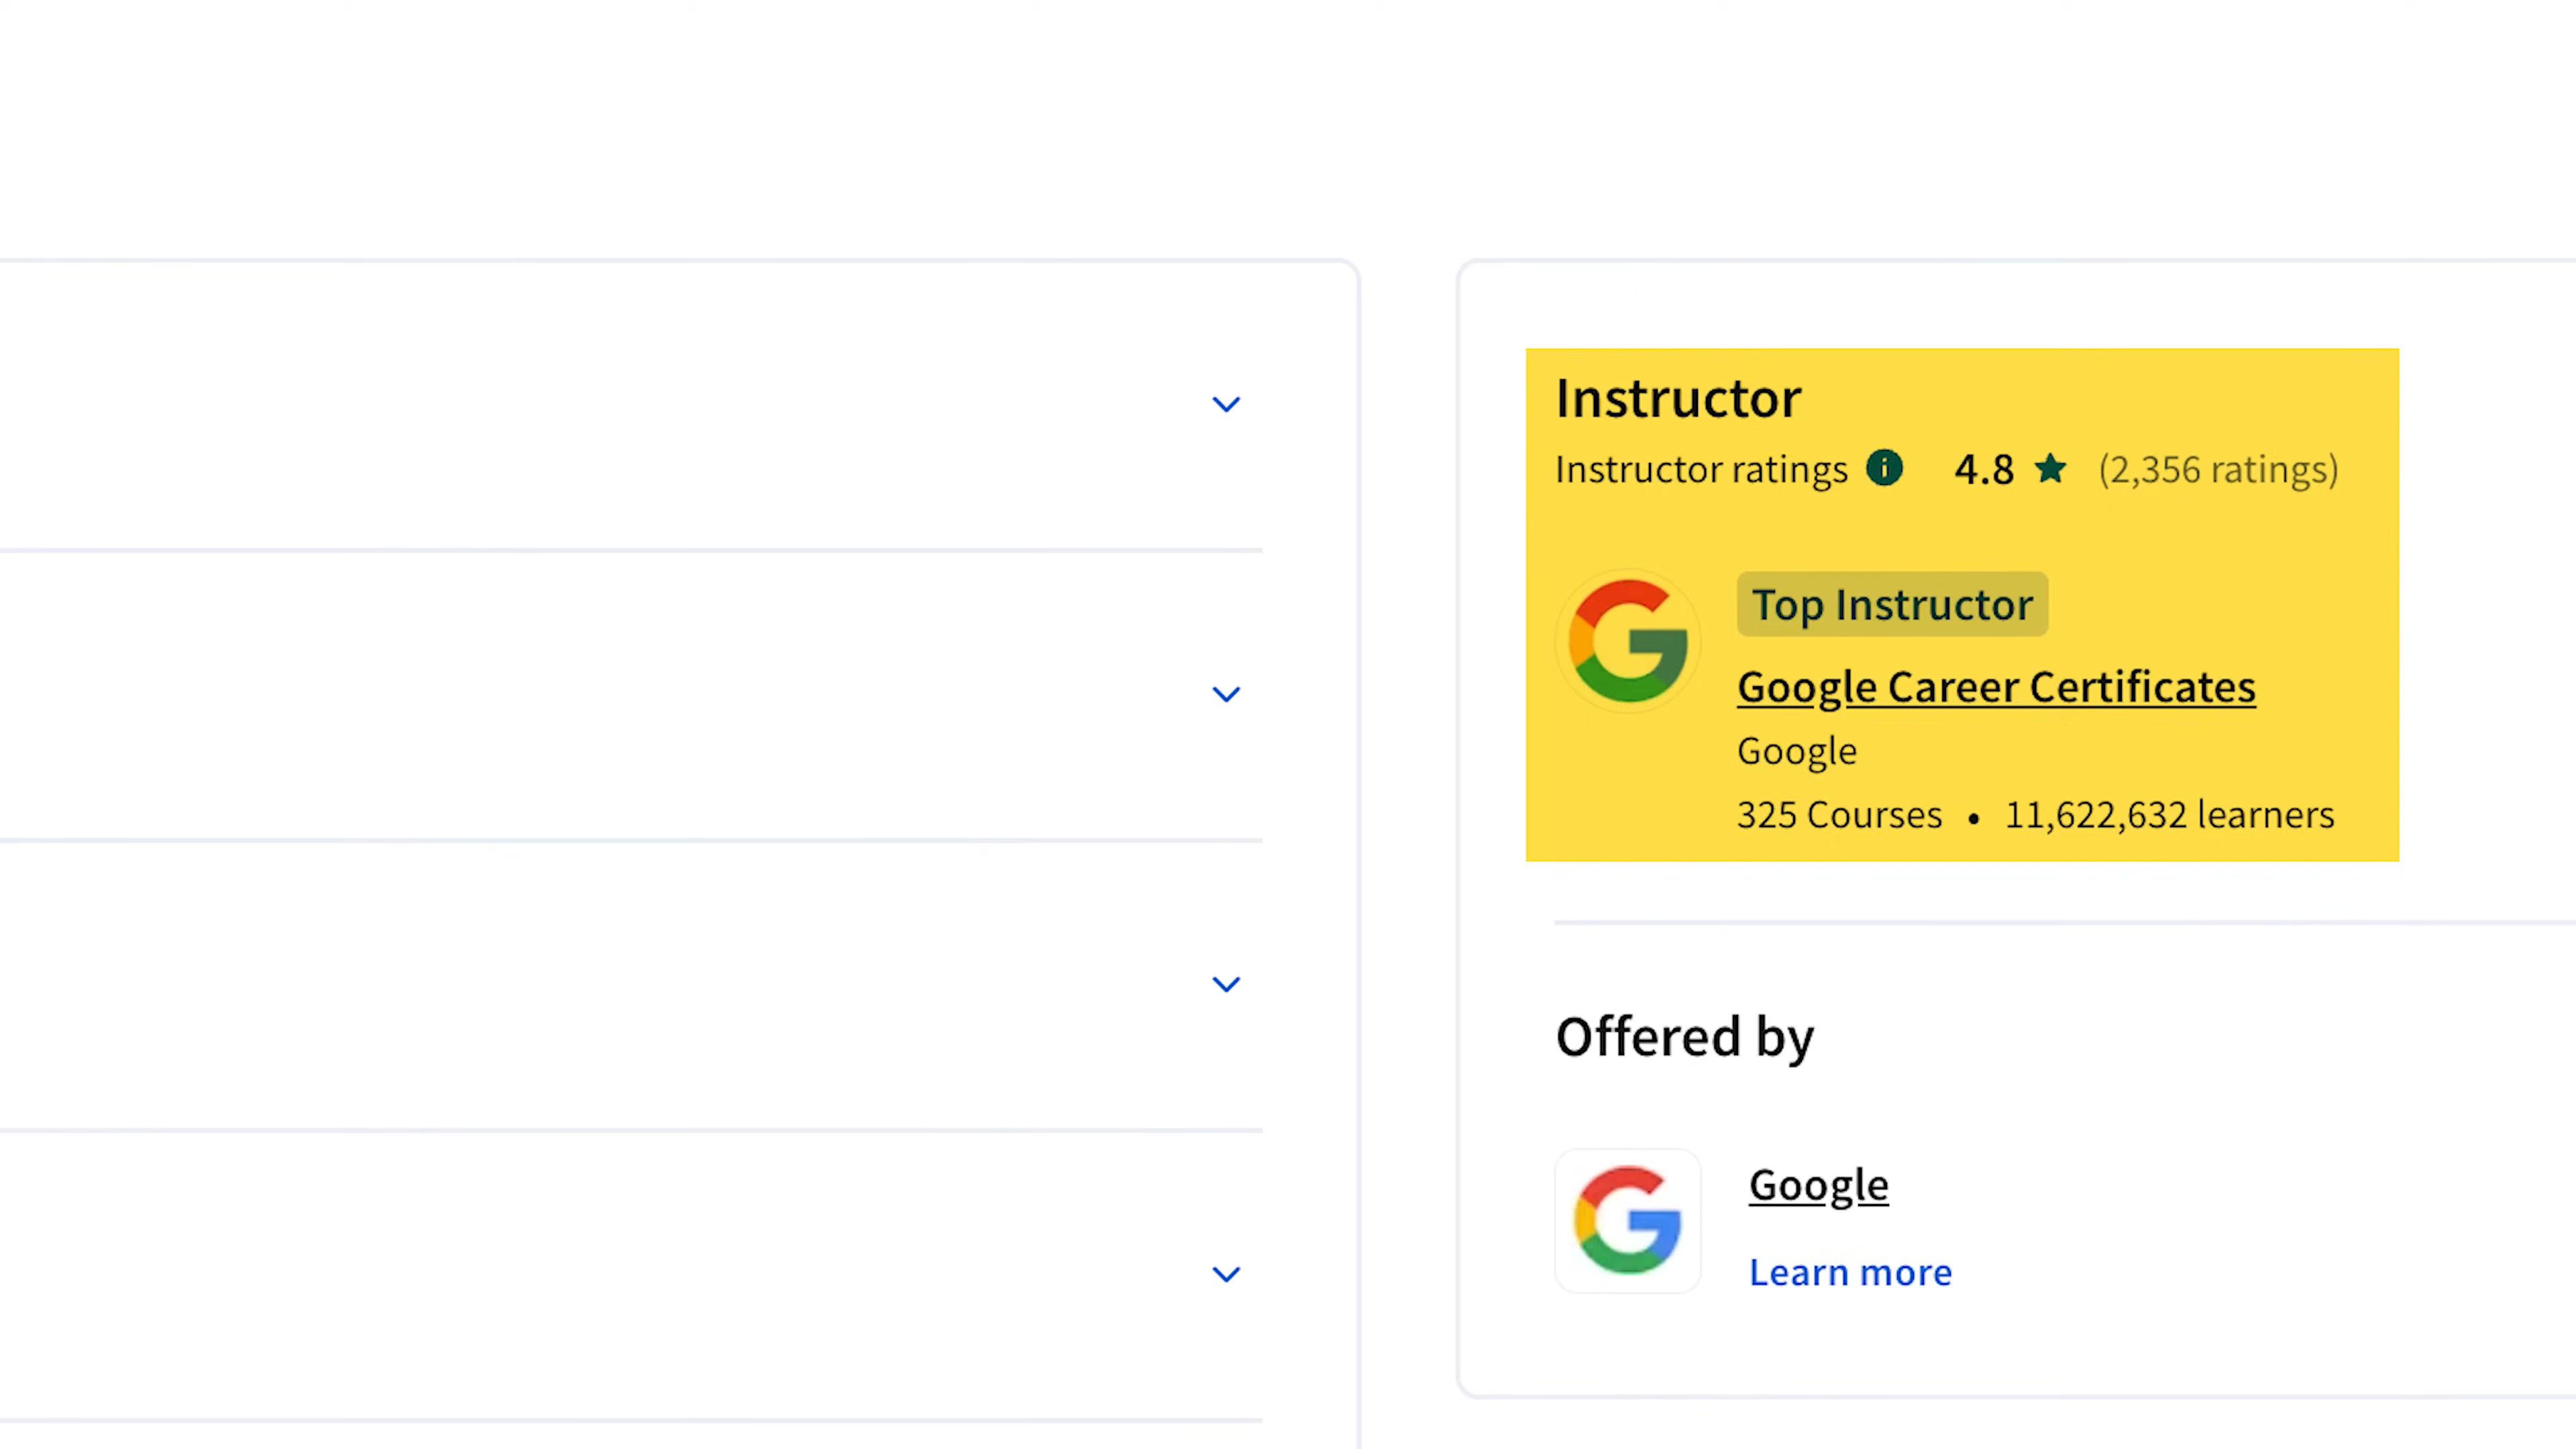 Instructor
Instructor ratings 4.8 ★ (2,356 ratings)
Top Instructor
Google Career Certificates
Google
325 Courses • 11,622,632 learners
Offered by
Google
Learn more